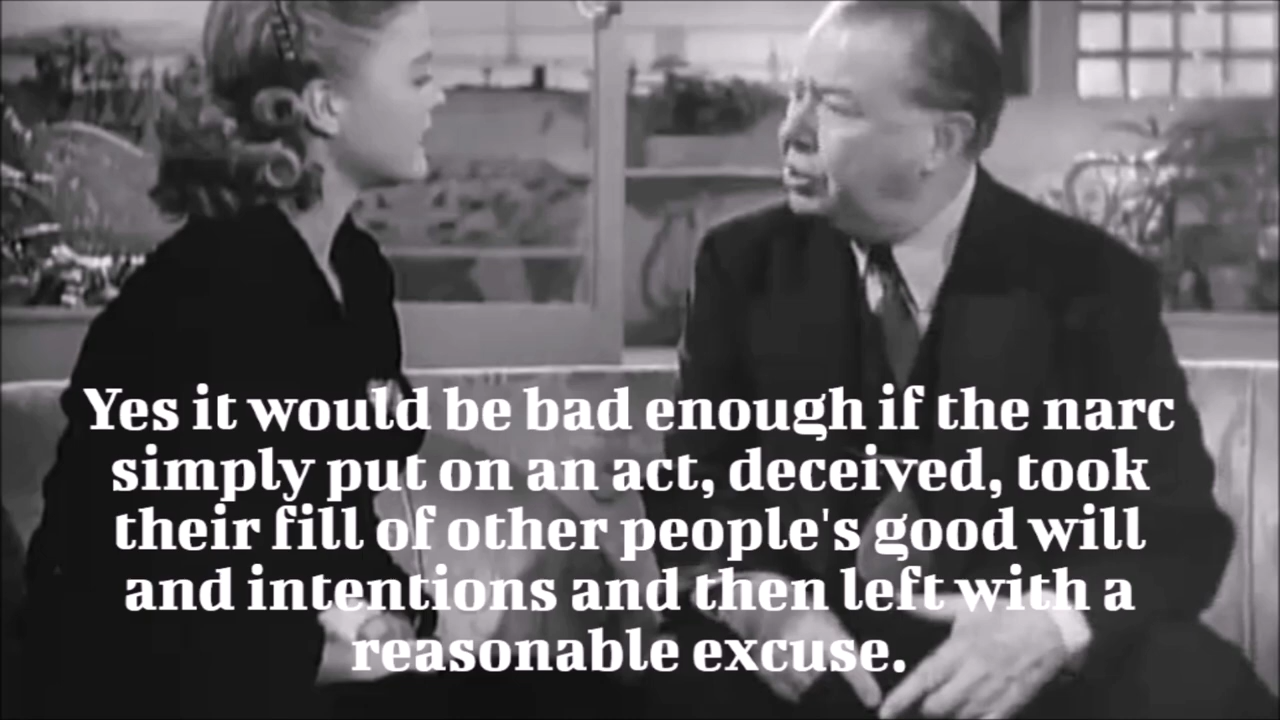 Yes it would be bad enough if the narc
simply put on an act, deceived, took
their fill of other people's good will
and intentions and then left with a
reasonable excuse.